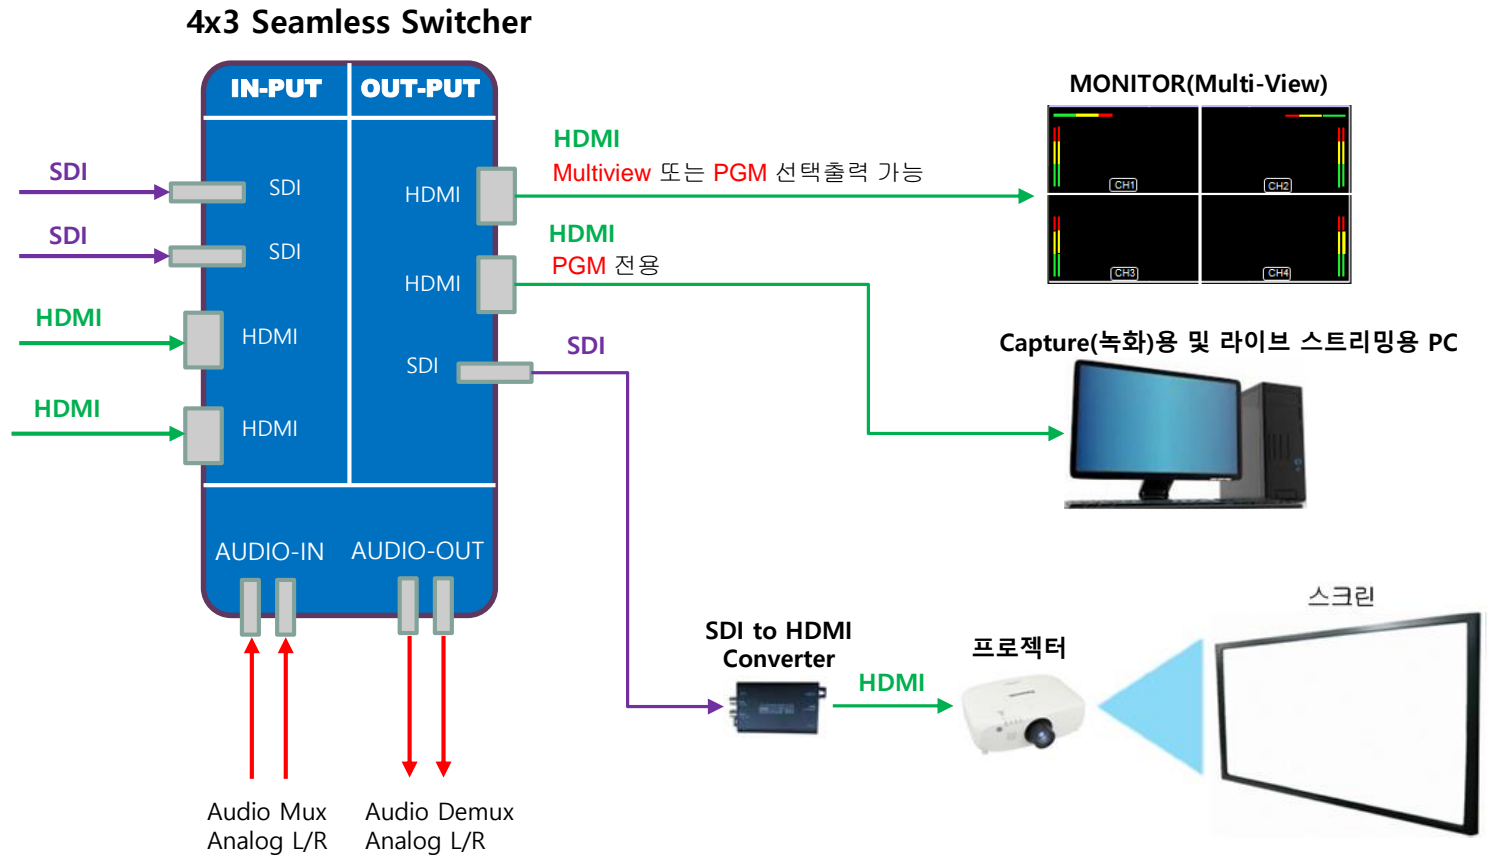 4x3 Seamless Switcher
IN-PUT
OUT-PUT
SDI
SDI
SDI
SDI
HDMI
HDMI
HDMI
HDMI
HDMI
HDMI
SDI
HDMI
Multiview 또는 PGM 선택출력 가능
HDMI
PGM 전용
SDI
MONITOR(Multi-View)
CH1
CH2
CH3
CH4
Capture(녹화)용 및 라이브 스트리밍용 PC
AUDIO-IN
AUDIO-OUT
Audio Mux
Analog L/R
Audio Demux
Analog L/R
SDI to HDMI
Converter
HDMI
프로젝터
스크린